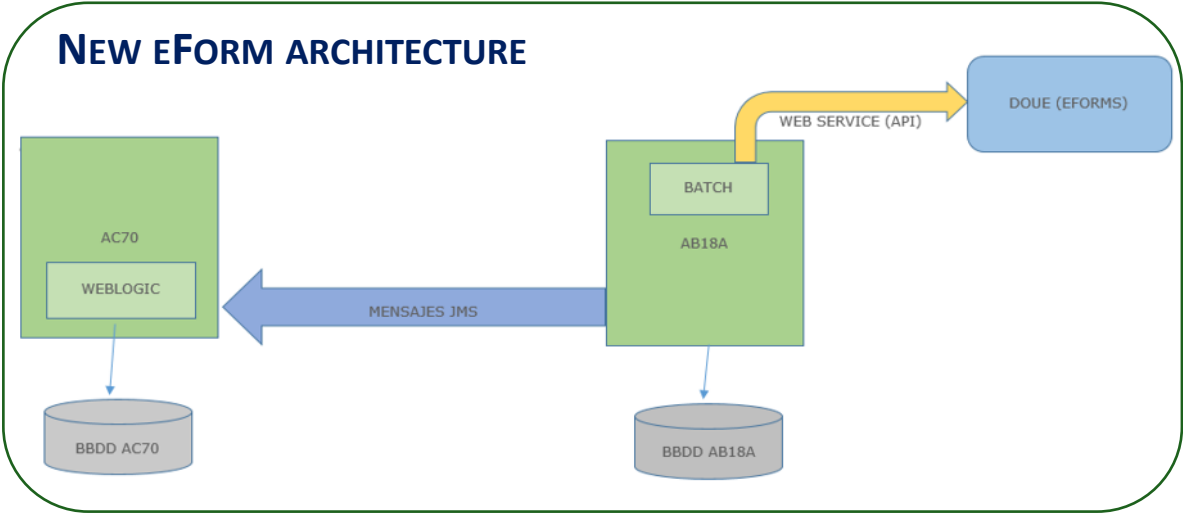 NEW EFORM ARCHITECTURE
DOUE (EFORMS)
WEB SERVICE (API)
BATCH
AC70
AB18A
WEBLOGIC
MENSAJES JMS
BBDD AC70
BBDD AB18A